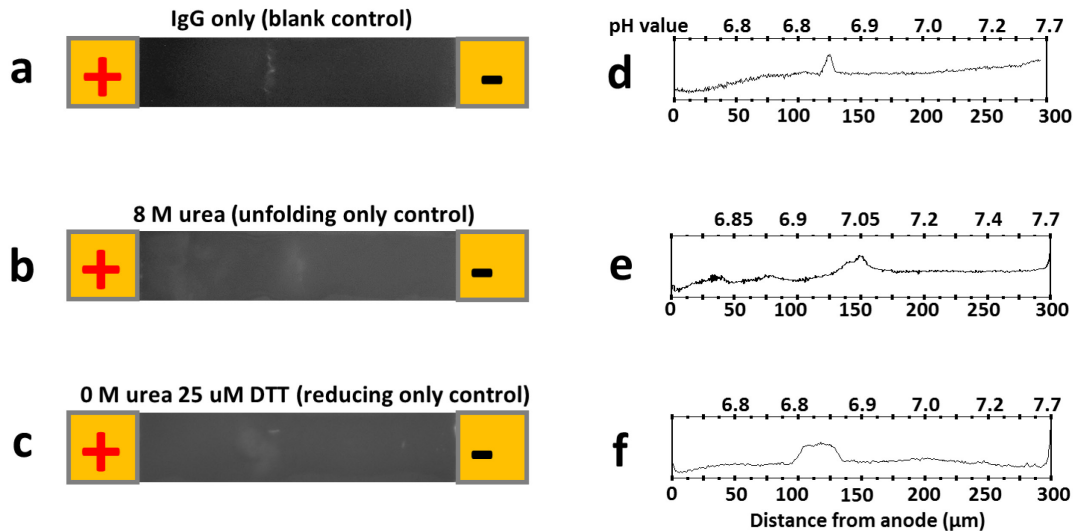 IgG only (blank control)
a
+
-
pH value 6.8 6.8 6.9 7.0 7.2 7.7
d
0 50 100 150 200 250 300
8 M urea (unfolding only control)
b
+
-
6.85 6.9 7.05 7.2 7.4 7.7
e
0 50 100 150 200 250 300
0 M urea 25 uM DTT (reducing only control)
c
+
-
6.8 6.8 6.9 7.0 7.2 7.7
f
0 50 100 150 200 250 300
Distance from anode (μm)